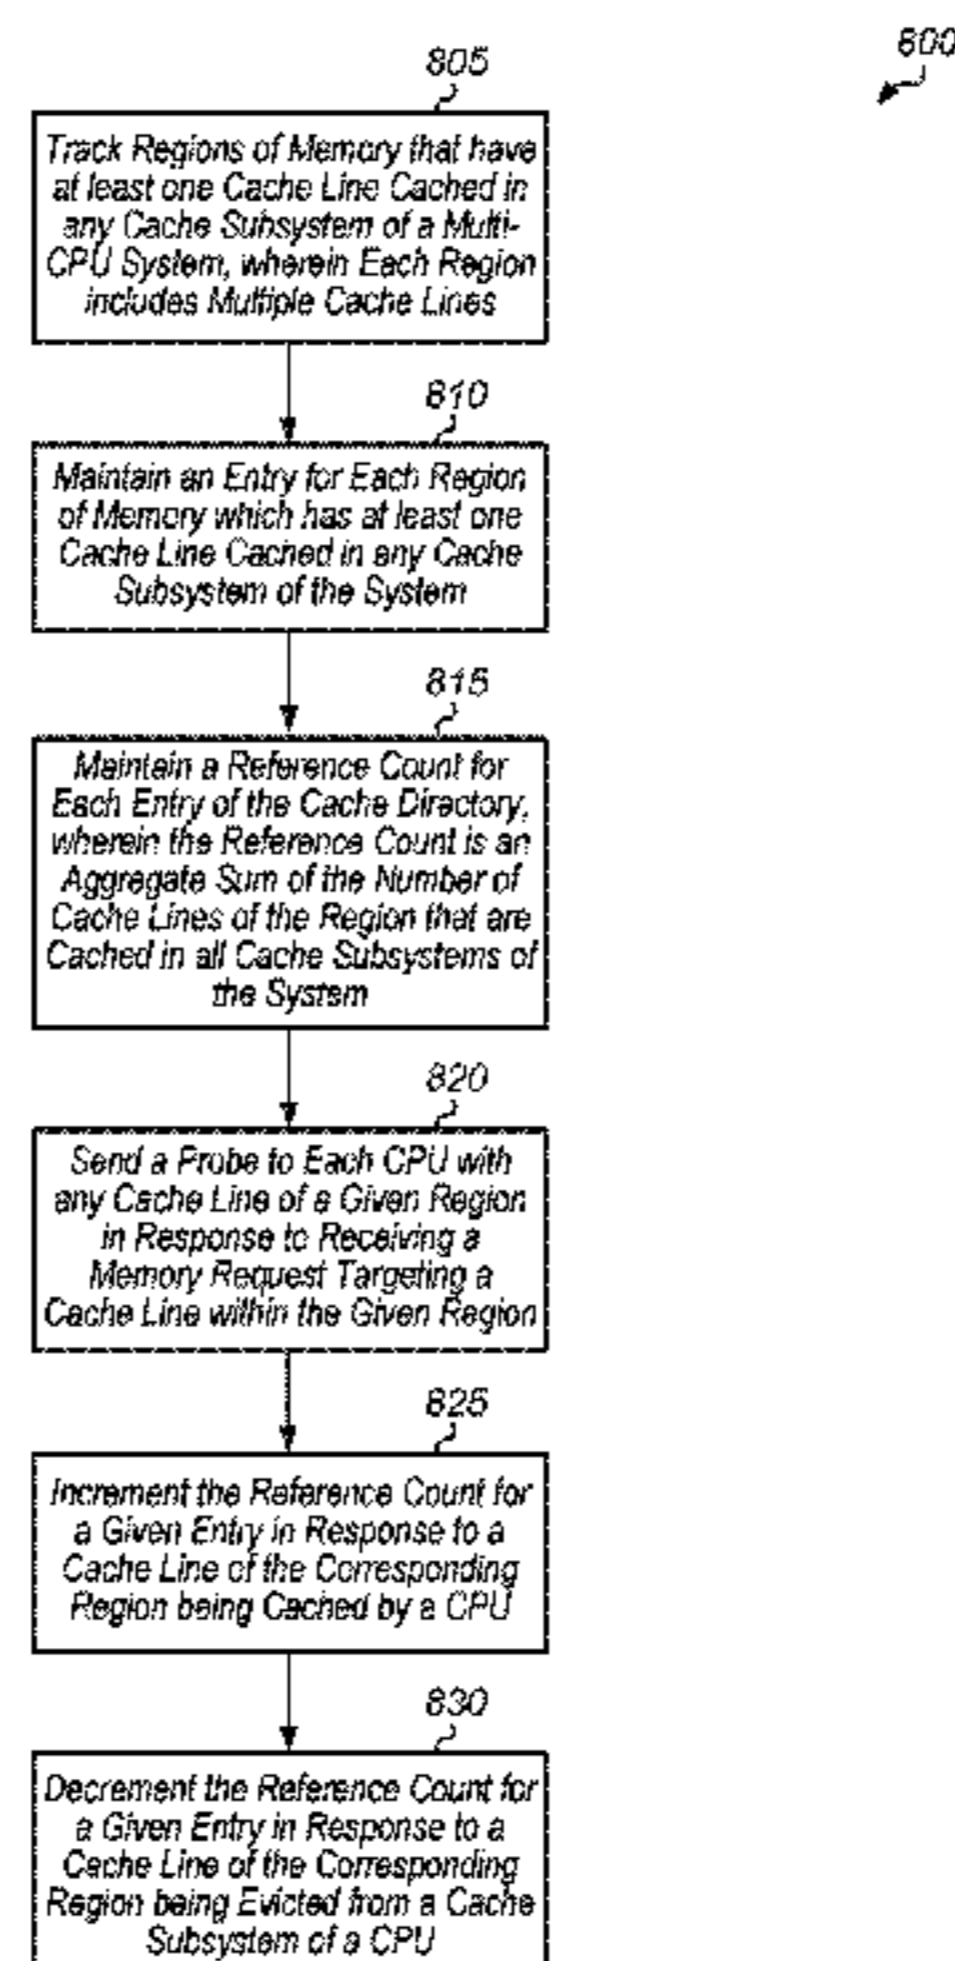 800
805
Track Regions of Memory that have
at least one Cache Line Cached in
any Cache Subsystem of a Multi-
CPU System, wherein Each Region
includes Multiple Cache Lines
810
Maintain an Entry for Each Region
of Memory which has at least one
Cache Line Cached in any Cache
Subsystem of the System
815
Maintain a Reference Count for
Each Entry of the Cache Directory,
wherein the Reference Count is an
Aggregate Sum of the Number of
Cache Lines of the Region that are
Cached in all Cache Subsystems of
the System
820
Send a Probe to Each CPU with
any Cache Line of a Given Region
in Response to Receiving a
Memory Request Targeting a
Cache Line within the Given Region
825
Increment the Reference Count for
a Given Entry in Response to a
Cache Line of the Corresponding
Region being Cached by a CPU
830
Decrement the Reference Count for
a Given Entry in Response to a
Cache Line of the Corresponding
Region being Evicted from a Cache
Subsystem of a CPU